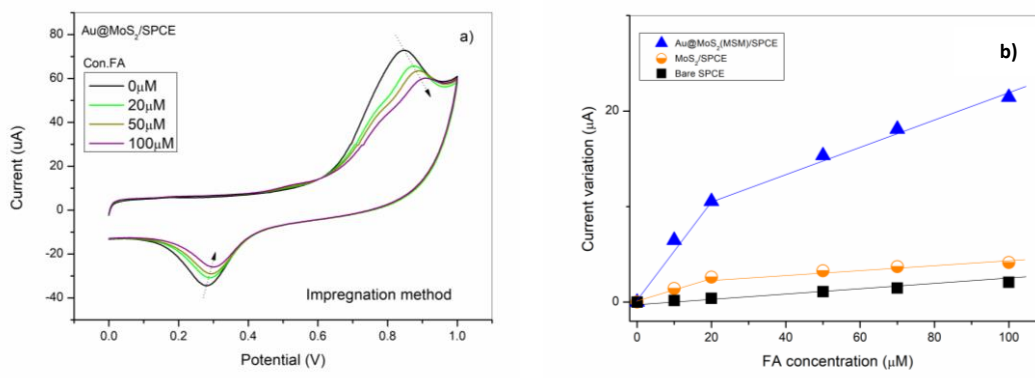 Au@MoS₂/SPCE
a)
Con.FA
0μM
20μM
50μM
100μM
Impregnation method
80
60
40
20
0
-20
-40
0.0 0.2 0.4 0.6 0.8 1.0
Current (uA)
Potential (V)
Au@MoS₂(MSM)/SPCE
MoS₂/SPCE
Bare SPCE
b)
20
0
0 20 40 60 80 100
Current variation (μA)
FA concentration (μM)